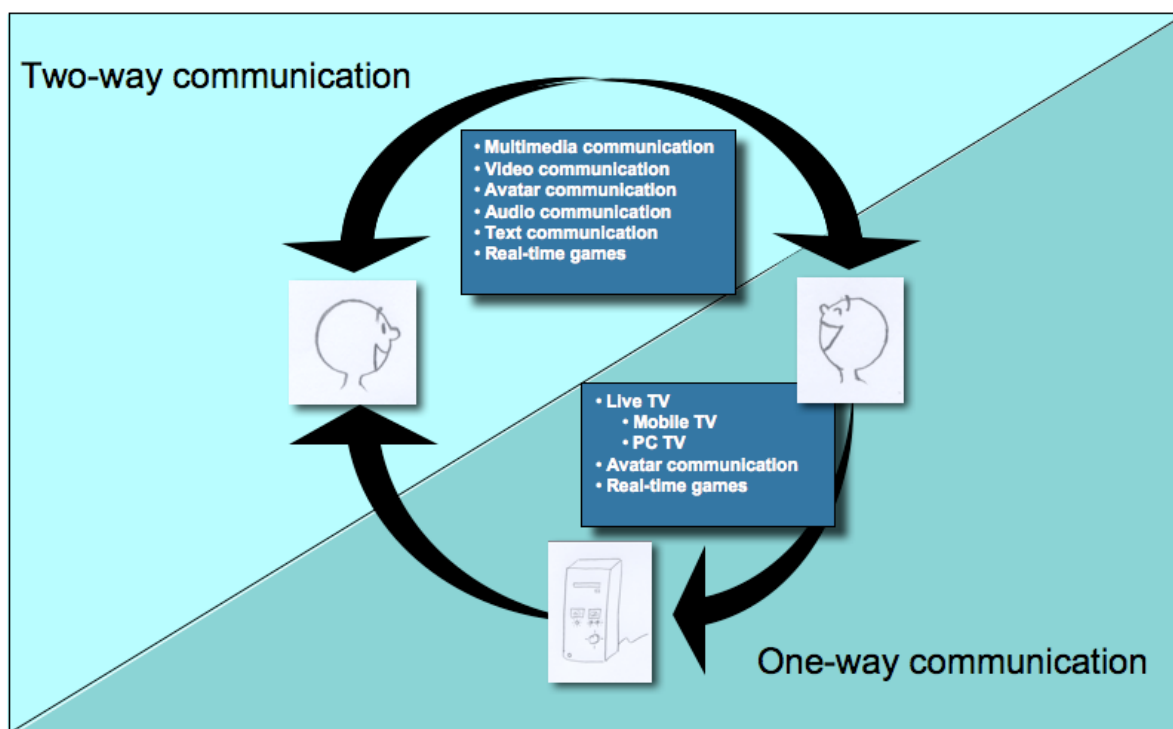 Two-way communication
• Multimedia communication
• Video communication
• Avatar communication
• Audio communication
• Text communication
• Real-time games
• Live TV
• Mobile TV
• PC TV
• Avatar communication
• Real-time games
One-way communication